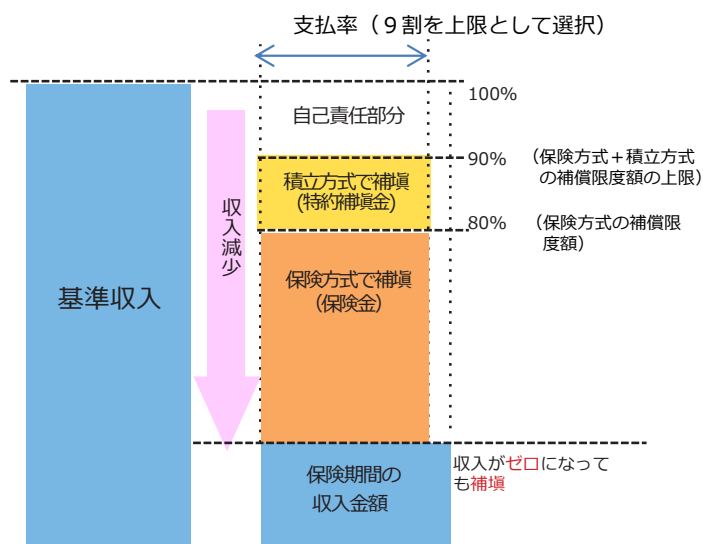 支払率（９割を上限として選択）
100%
自己責任部分
90%
（保険方式＋積立方式
の補償限度額の上限）
積立方式で補塡
(特約補塡金)
80%
（保険方式の補償限
度額）
収入減少
基準収入
保険方式で補塡
(保険金)
保険期間の
収入金額
収入がゼロになって
も補塡